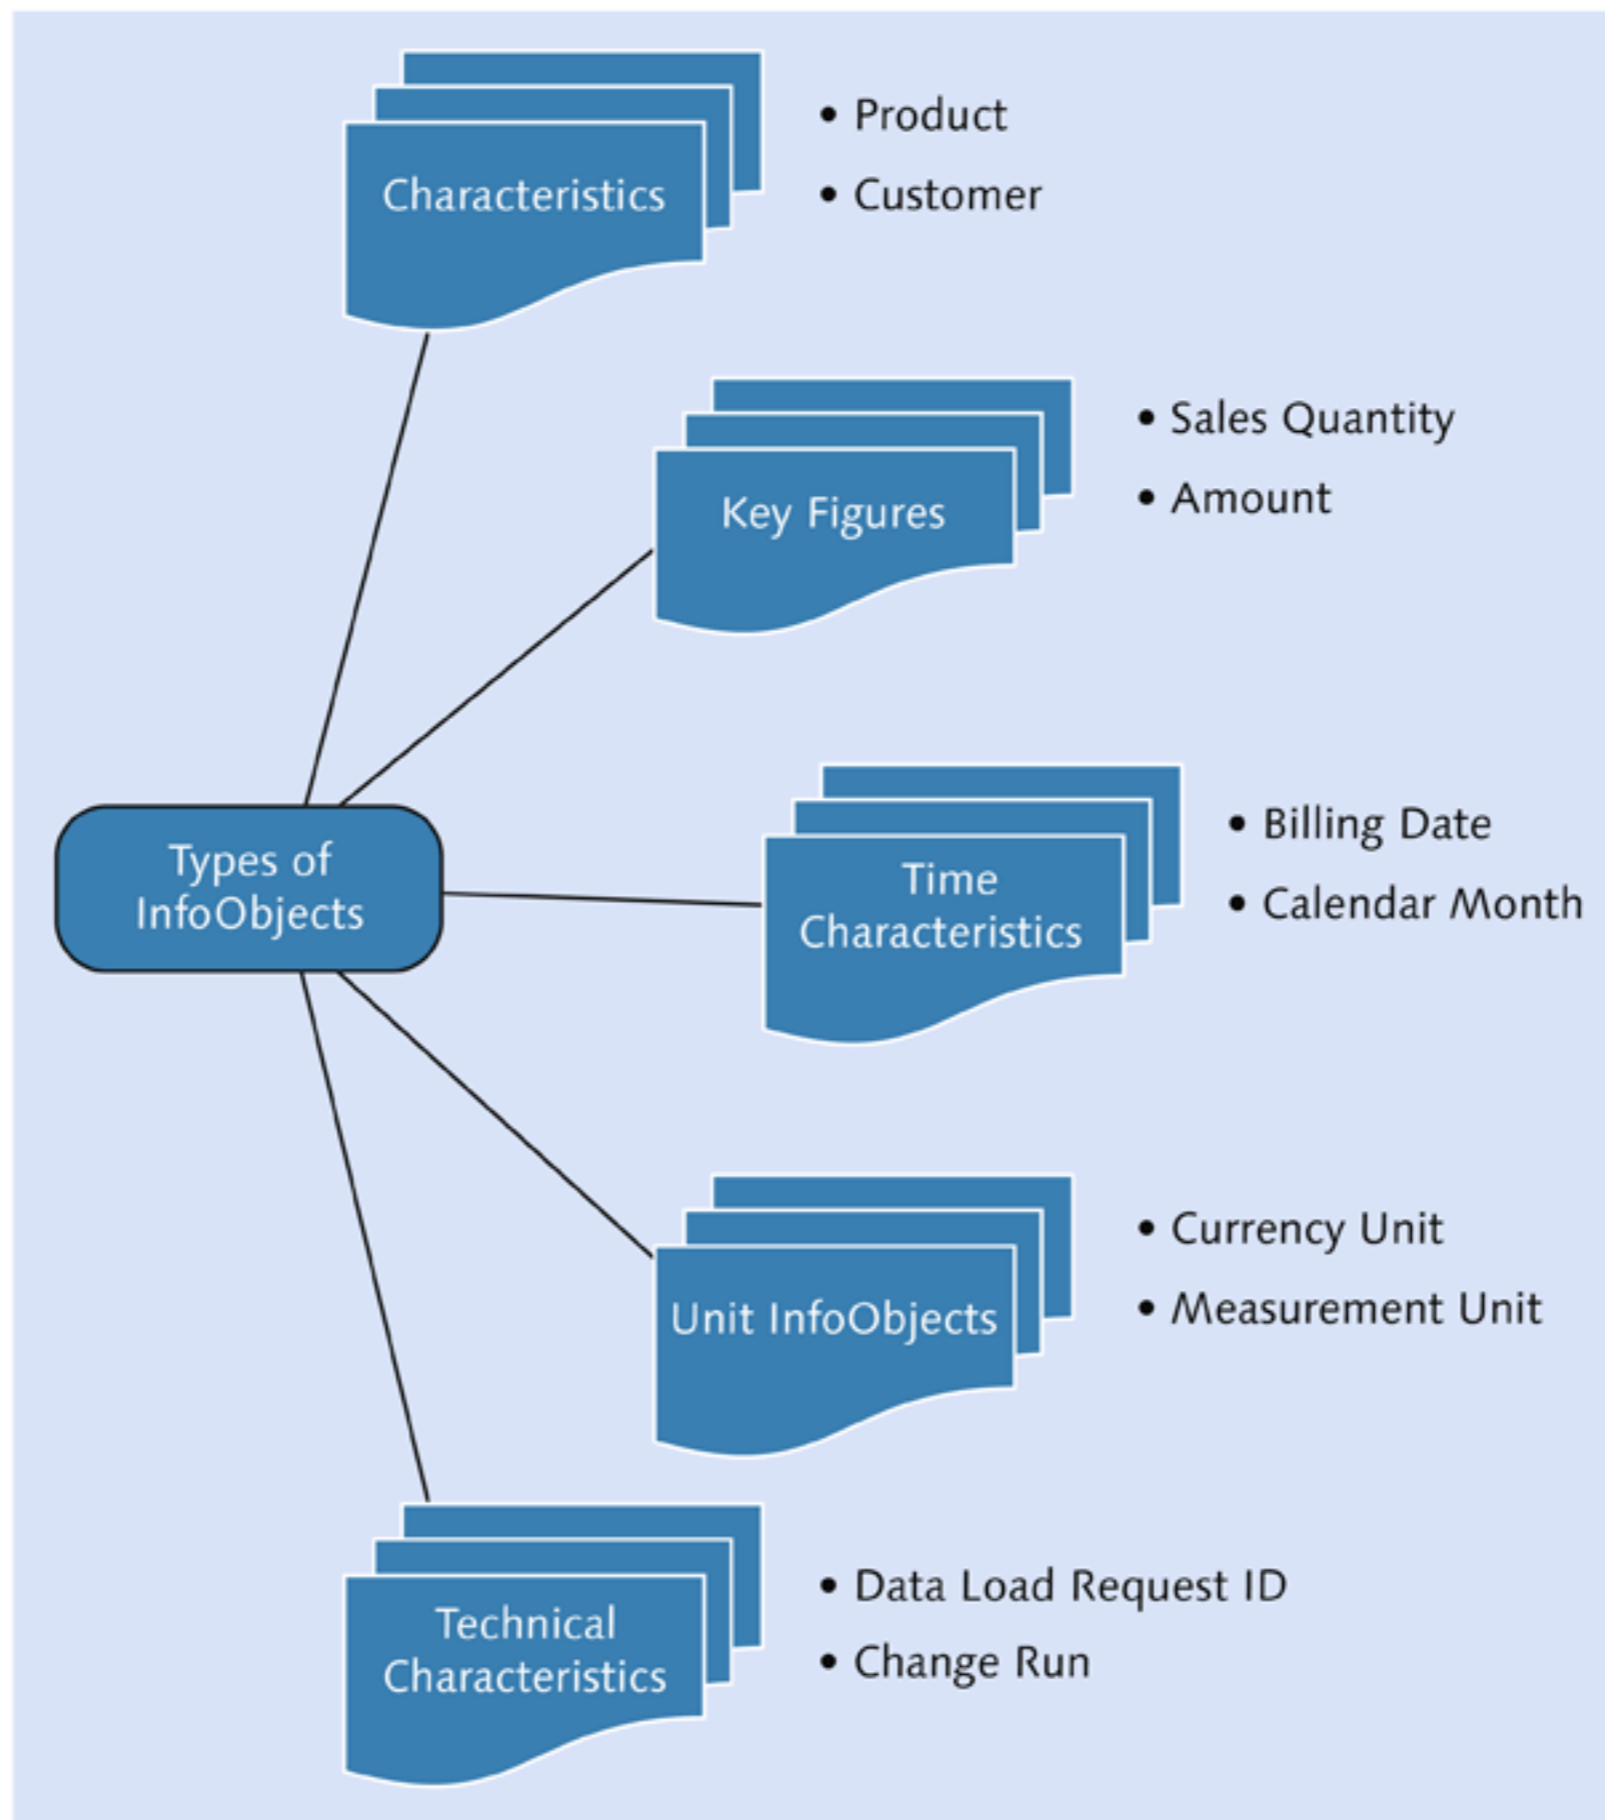 Characteristics
• Product
• Customer
Key Figures
• Sales Quantity
• Amount
Types of
InfoObjects
Time
Characteristics
• Billing Date
• Calendar Month
Unit InfoObjects
• Currency Unit
• Measurement Unit
Technical
Characteristics
• Data Load Request ID
• Change Run